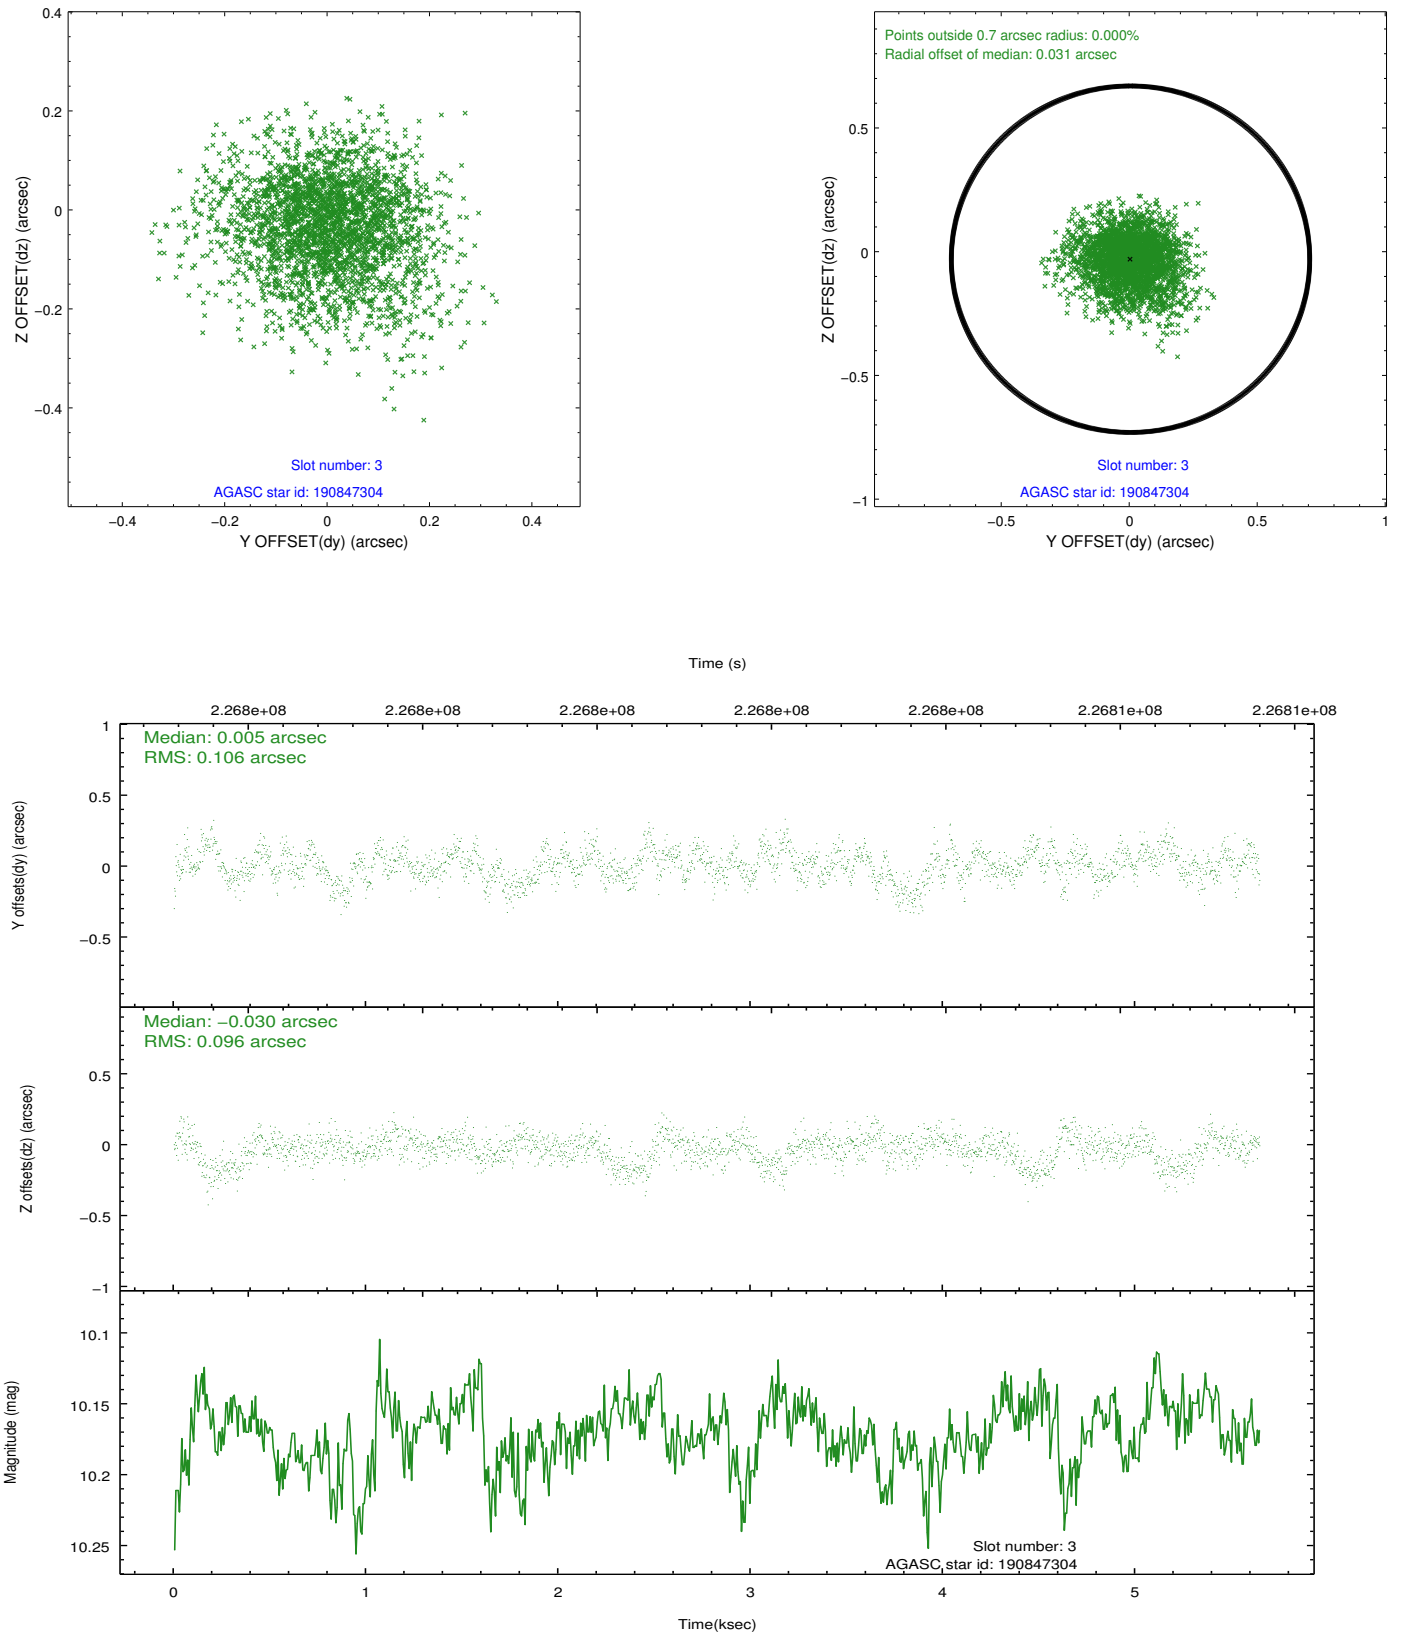 0.4
0.2
0
−0.2
−0.4
Z OFFSET(dz) (arcsec)
Slot number: 3
AGASC star id: 190847304
−0.4 −0.2 0 0.2 0.4
Y OFFSET(dy) (arcsec)
Points outside 0.7 arcsec radius: 0.000%
Radial offset of median: 0.031 arcsec
0.5
0
−0.5
−1
Z OFFSET(dz) (arcsec)
Slot number: 3
AGASC star id: 190847304
−0.5 0 0.5 1
Y OFFSET(dy) (arcsec)
Time (s)
2.268e+08 2.268e+08 2.268e+08 2.268e+08 2.268e+08 2.2681e+08 2.2681e+08
Median: 0.005 arcsec
RMS: 0.106 arcsec
1
0.5
0
−0.5
Y offsets(dy) (arcsec)
Median: −0.030 arcsec
RMS: 0.096 arcsec
0.5
0
−0.5
−1
Z offsets(dz) (arcsec)
10.1
10.15
10.2
10.25
Magnitude (mag)
Slot number: 3
AGASC star id: 190847304
0 1 2 3 4 5
Time(ksec)